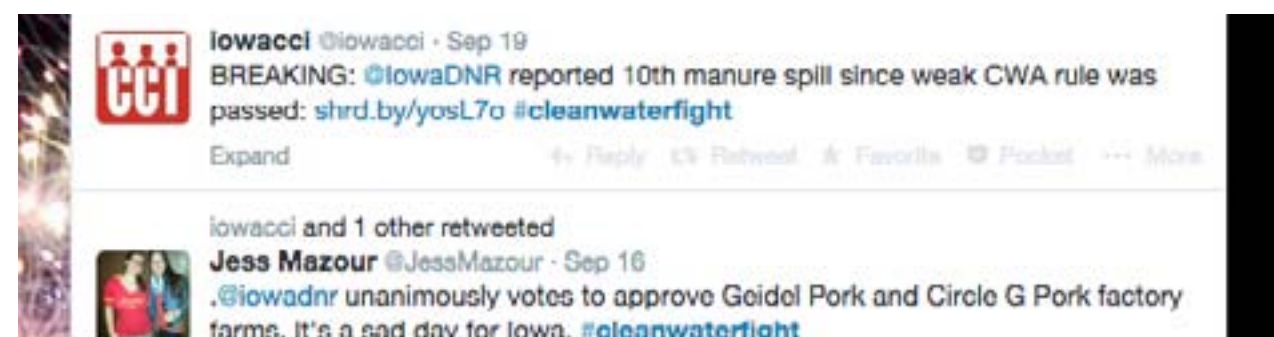 CCI
iowacci @iowacci · Sep 19
BREAKING: @IowaDNR reported 10th manure spill since weak CWA rule was
passed: shrd.by/yosL7o #cleanwaterfight
Expand Reply Retweet Favorite Pocket ··· More
iowacci and 1 other retweeted
Jess Mazour @JessMazour · Sep 16
.@iowadnr unanimously votes to approve Geidel Pork and Circle G Pork factory
farms. It's a sad day for Iowa. #cleanwaterfight